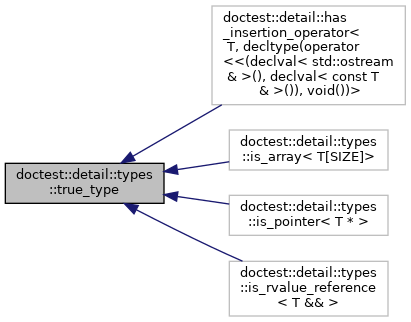 doctest::detail::has
_insertion_operator<
T, decltype(operator
<<(declval< std::ostream
& >(), declval< const T
& >()), void())>
doctest::detail::types
::is_array< T[SIZE]>
doctest::detail::types
::true_type
doctest::detail::types
::is_pointer< T * >
doctest::detail::types
::is_rvalue_reference
< T && >